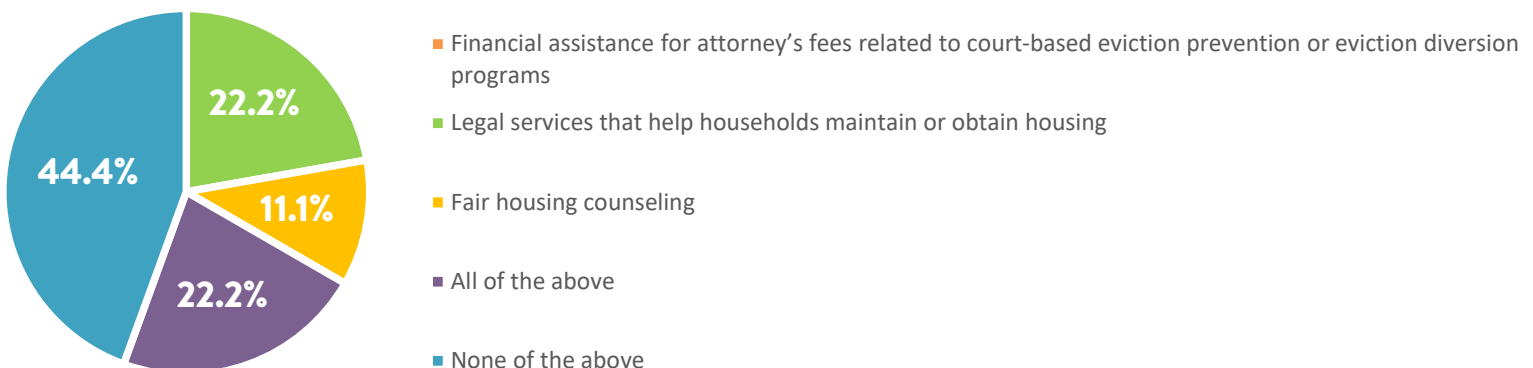 Financial assistance for attorney’s fees related to court-based eviction prevention or eviction diversion
programs
22.2%
Legal services that help households maintain or obtain housing
44.4%
Fair housing counseling
11.1%
All of the above
22.2%
None of the above